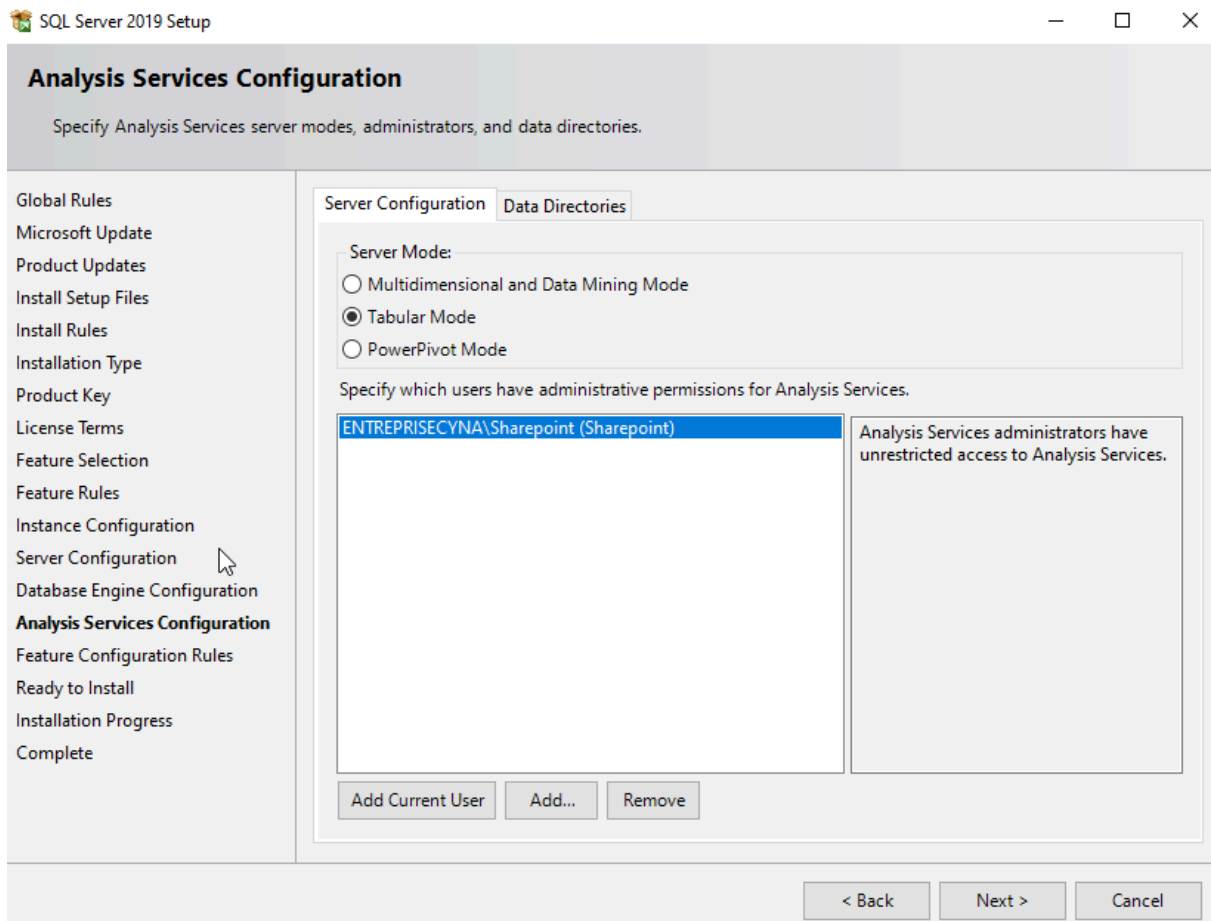 SQL Server 2019 Setup
Analysis Services Configuration
Specify Analysis Services server modes, administrators, and data directories.
Global Rules
Microsoft Update
Product Updates
Install Setup Files
Install Rules
Installation Type
Product Key
License Terms
Feature Selection
Feature Rules
Instance Configuration
Server Configuration
Database Engine Configuration
Analysis Services Configuration
Feature Configuration Rules
Ready to Install
Installation Progress
Complete
Server Configuration Data Directories
Server Mode:
Multidimensional and Data Mining Mode
Tabular Mode
PowerPivot Mode
Specify which users have administrative permissions for Analysis Services.
ENTREPRISECYNA\Sharepoint (Sharepoint)
Analysis Services administrators have
unrestricted access to Analysis Services.
Add Current User Add... Remove
< Back Next > Cancel